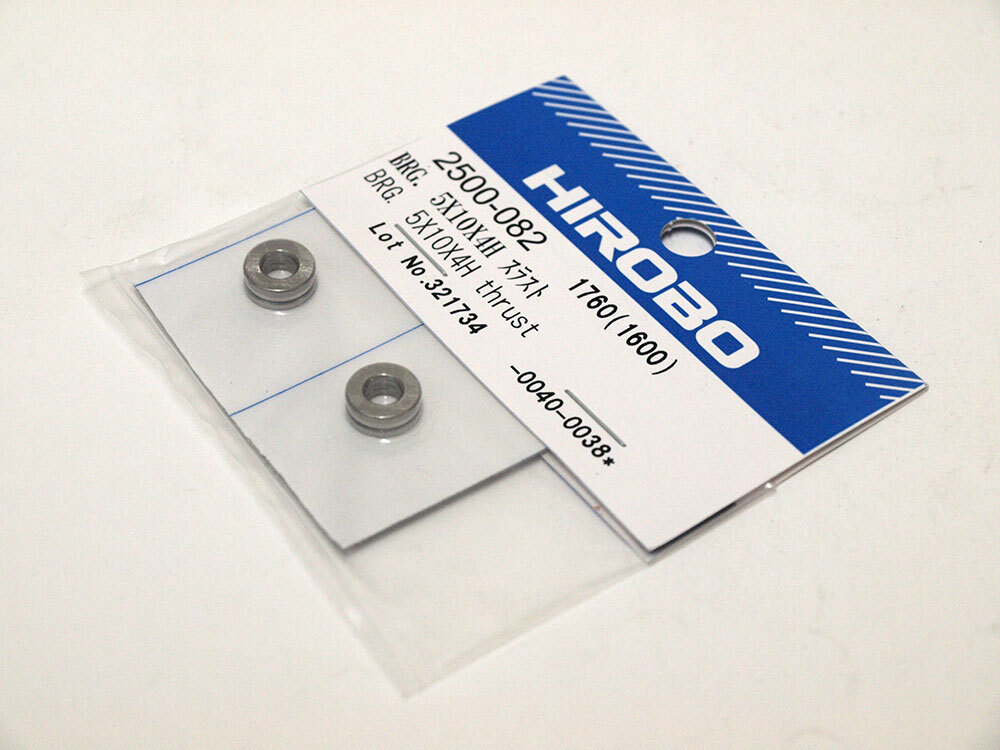 HIROBO
2500-082 1760(1600)
BRG. 5X10X4H スラスト
BRG. 5X10X4H thrust
Lot No.321734 -0040-0038*